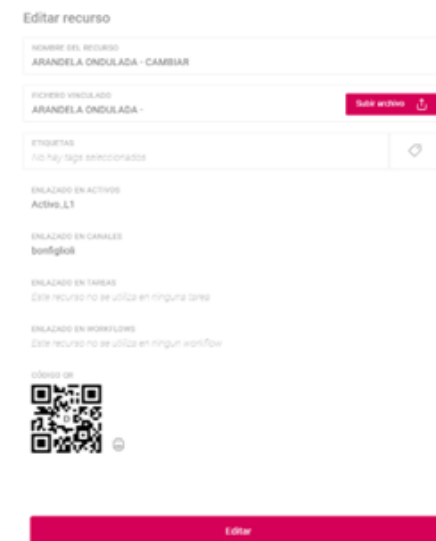 Editar recurso
NOMBRE DEL RECURSO
ARANDELA ONDULADA - CAMBIAR
FICHERO VINCULADO
ARANDELA ONDULADA -
Subir archivo
ETIQUETAS
No hay tags seleccionados
ENLAZADO EN ACTIVOS
Activo_L1
ENLAZADO EN CANALES
bonfiglioli
ENLAZADO EN TAREAS
Este recurso no se utiliza en ninguna tarea
ENLAZADO EN WORKFLOWS
Este recurso no se utiliza en ningun workflow
CÓDIGO QR
Editar